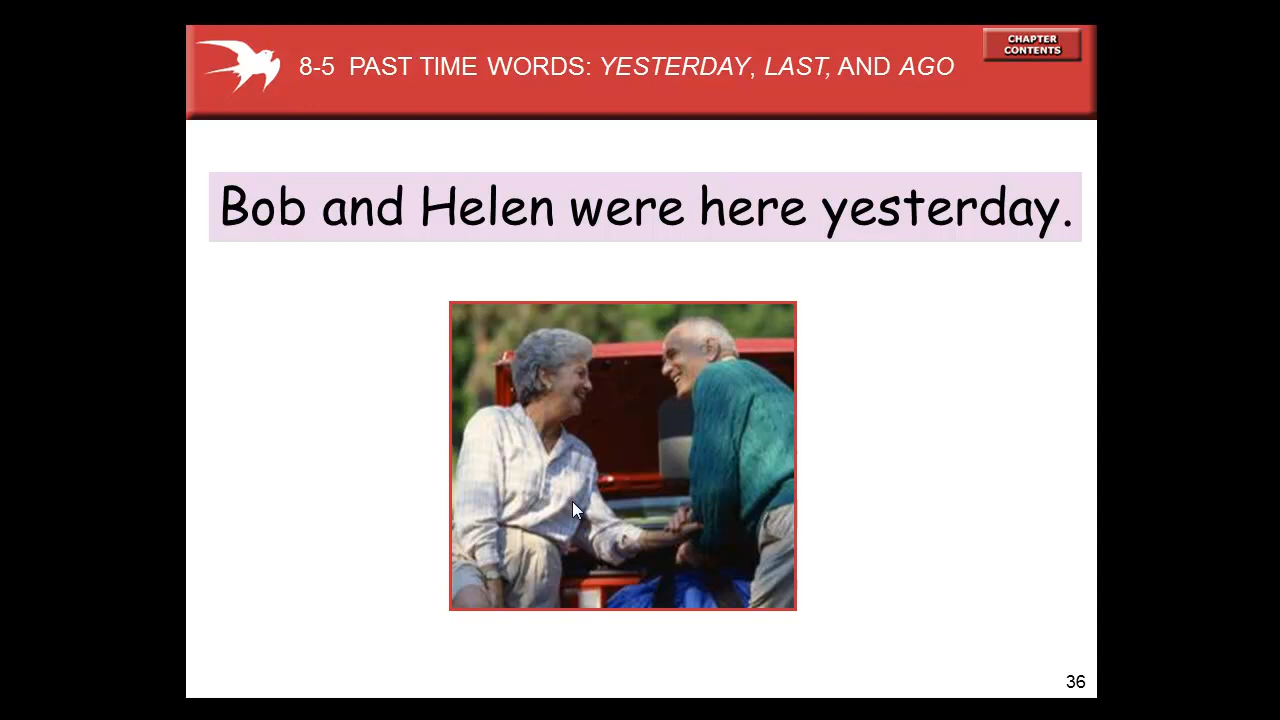 CHAPTER
CONTENTS
8-5 PAST TIME WORDS: YESTERDAY, LAST, AND AGO
Bob and Helen were here yesterday.
36